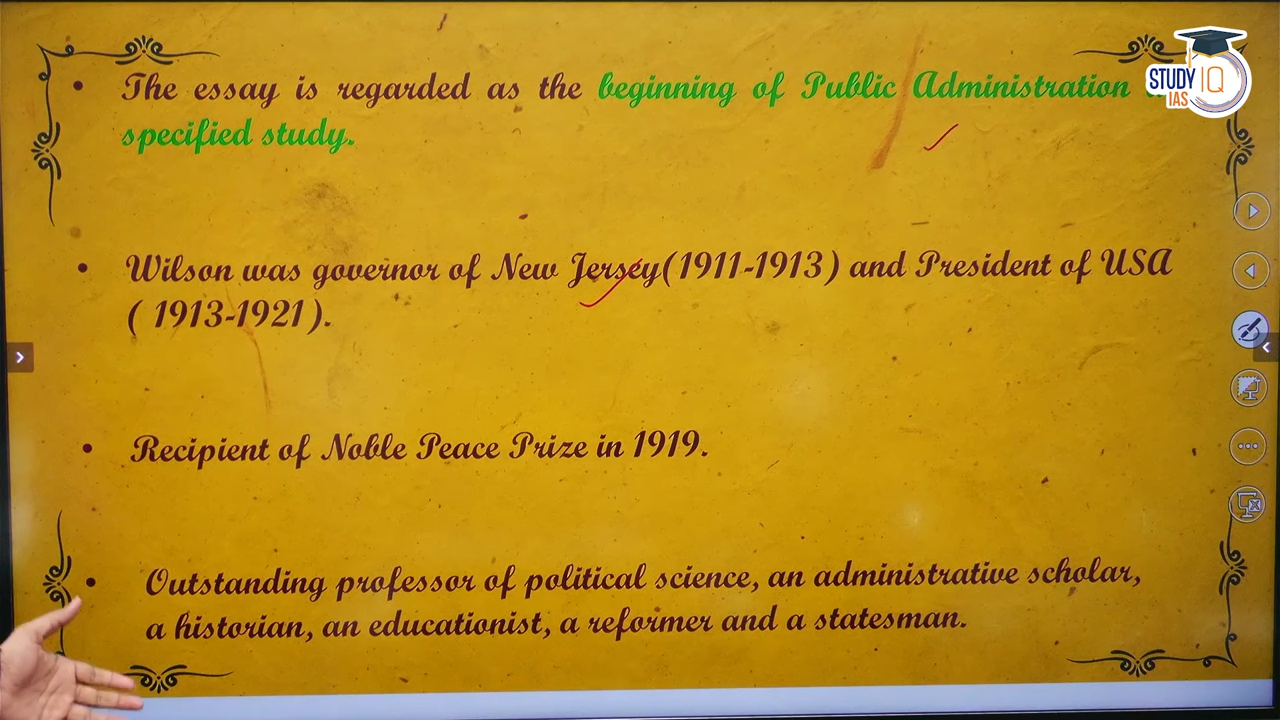 STUDY IQ
IAS
• The essay is regarded as the beginning of Public Administration
specified study.
• Wilson was governor of New Jersey(1911-1913) and President of USA
( 1913-1921).
• Recipient of Noble Peace Prize in 1919.
• Outstanding professor of political science, an administrative scholar,
a historian, an educationist, a reformer and a statesman.